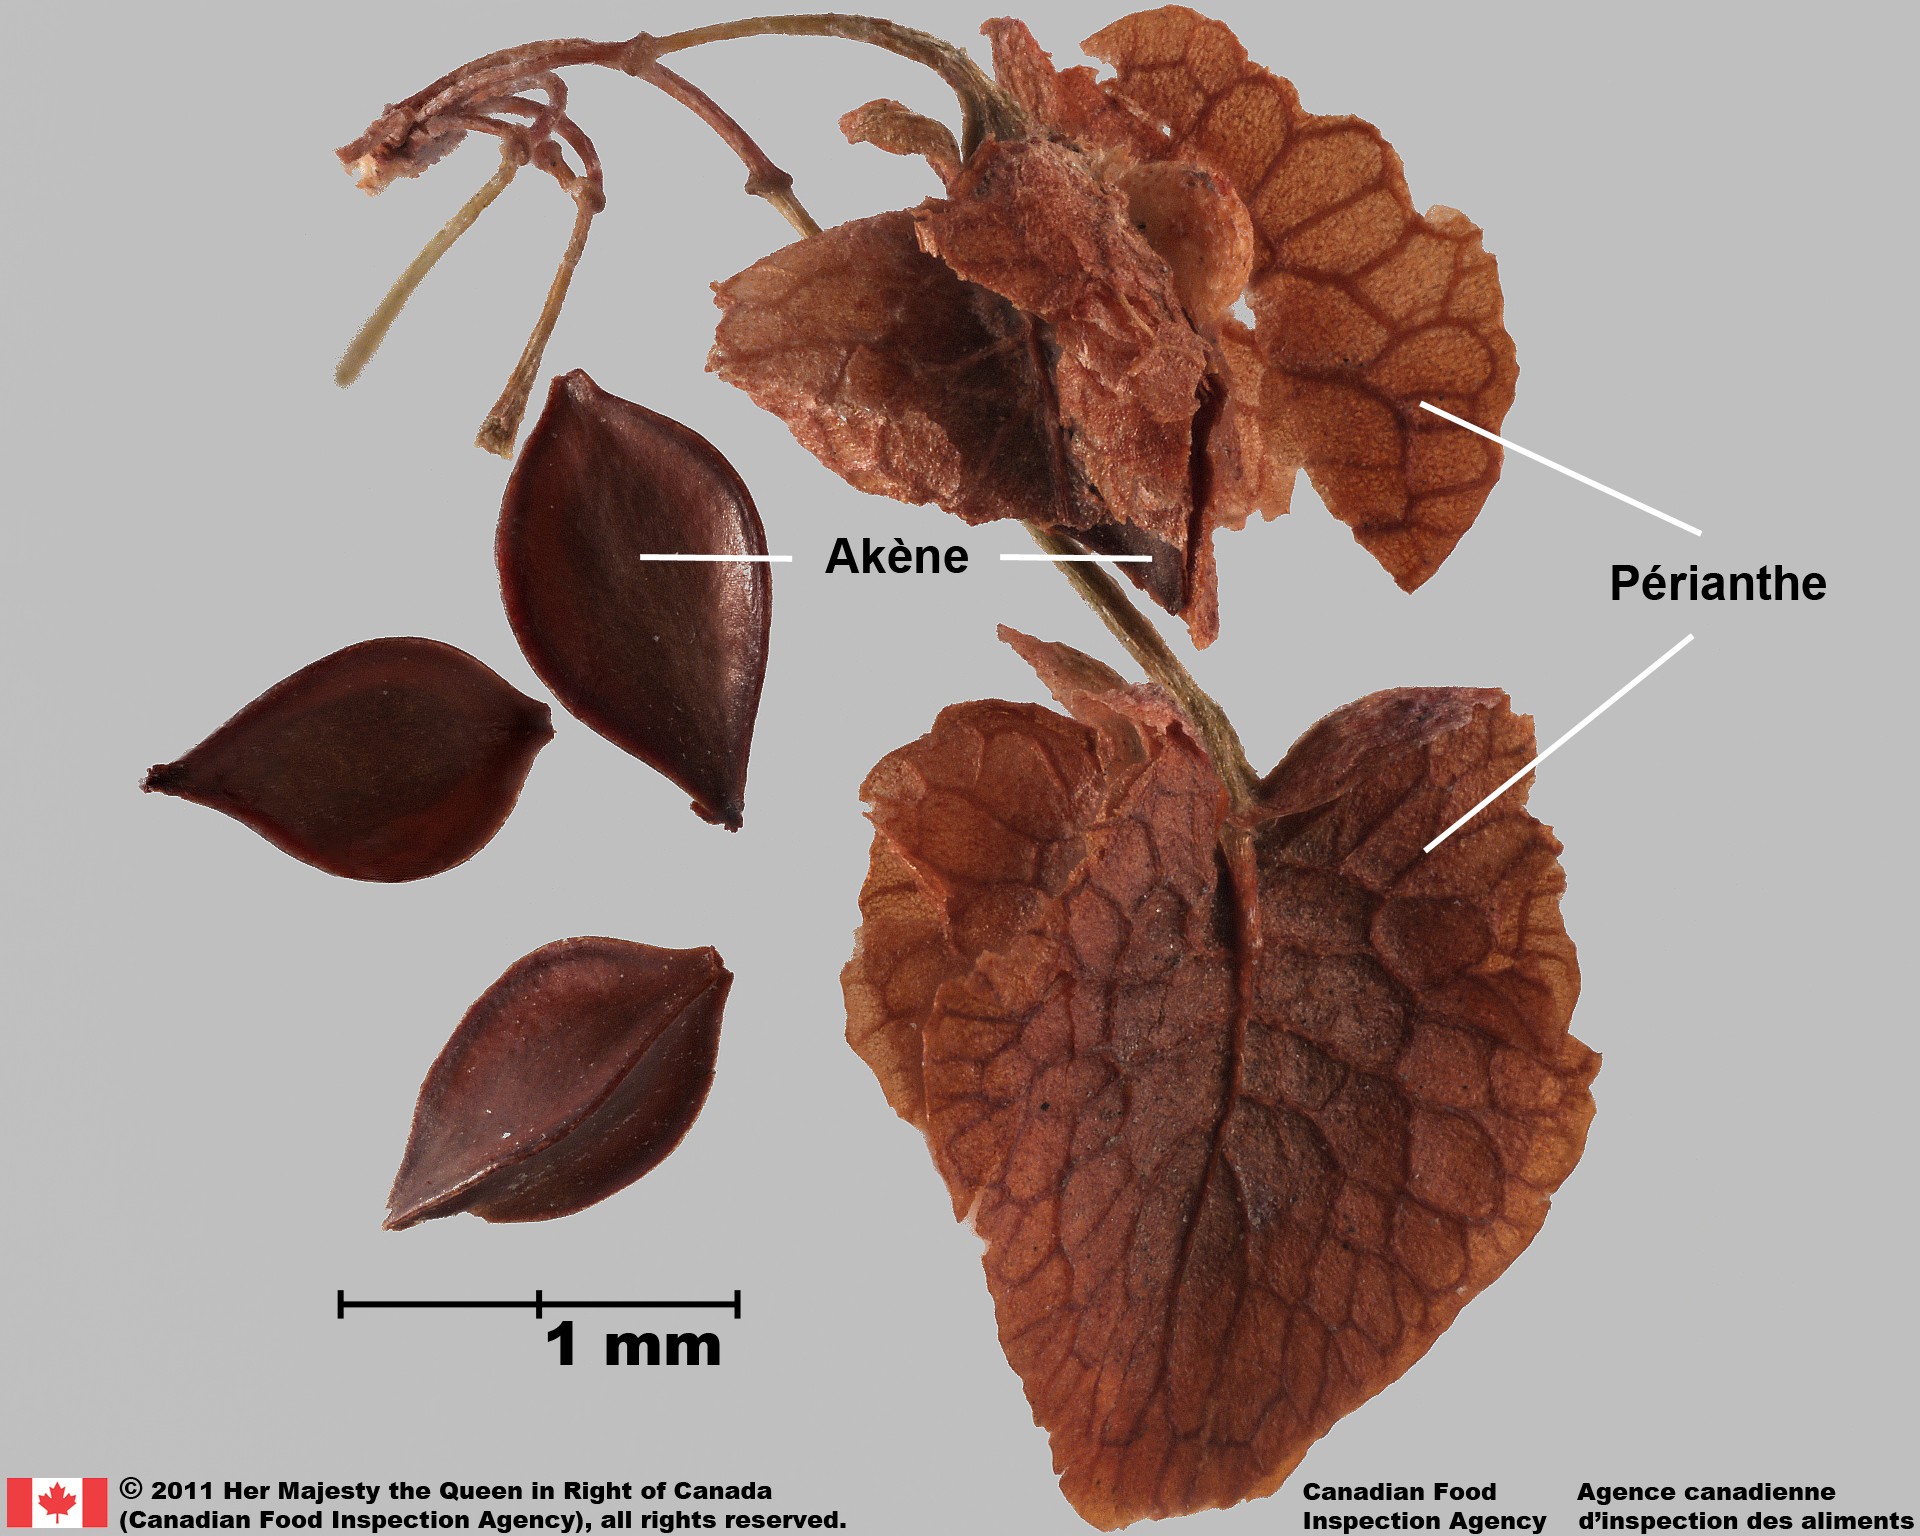 Akène
Périanthe
1 mm
© 2011 Her Majesty the Queen in Right of Canada
(Canadian Food Inspection Agency), all rights reserved.
Canadian Food
Inspection Agency
Agence canadienne
d'inspection des aliments